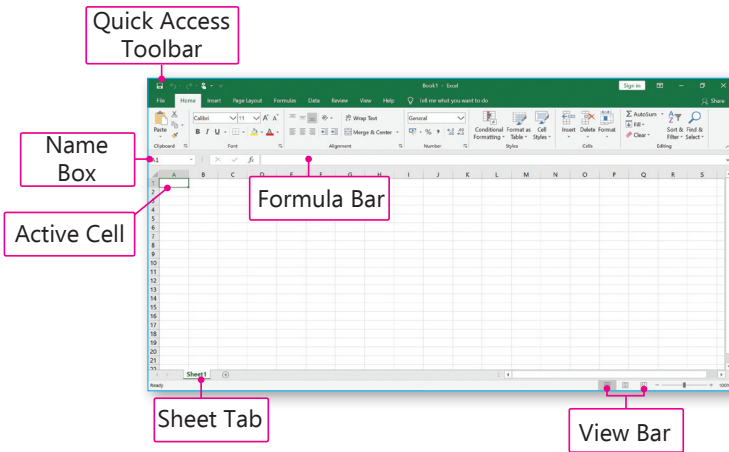 Quick Access
Toolbar
Book1 - Excel
Sign in
File Home Insert Page Layout Formulas Data Review View Help Tell me what you want to do Share
Paste
Calibri 11
B I U
Wrap Text
Merge & Center
General
% ,
Conditional Formatting
Format as Table
Cell Styles
Insert Delete Format
AutoSum
Fill
Clear
Sort & Filter
Find & Select
Clipboard Font Alignment Number Styles Cells Editing
Name
Box
A1 fx
Formula Bar
A B C D E F G H I J K L M N O P Q R S
Active Cell
1
2
3
4
5
6
7
8
9
10
11
12
13
14
15
16
17
18
19
20
21
22
Sheet1
Ready 100%
Sheet Tab
View Bar